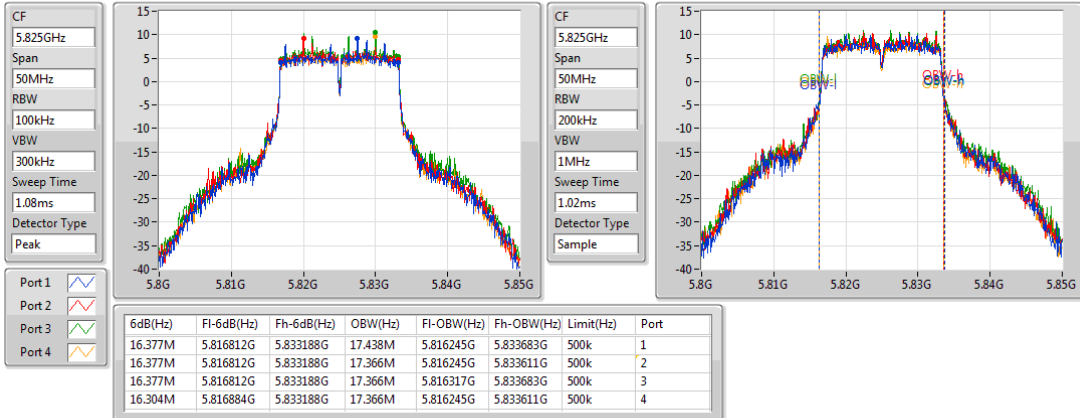 CF
5.825GHz
Span
50MHz
RBW
100kHz
VBW
300kHz
Sweep Time
1.08ms
Detector Type
Peak
Port 1
Port 2
Port 3
Port 4
15
10
5
0
-5
-10
-15
-20
-25
-30
-35
-40
5.8G 5.81G 5.82G 5.83G 5.84G 5.85G
CF
5.825GHz
Span
50MHz
RBW
200kHz
VBW
1MHz
Sweep Time
1.02ms
Detector Type
Sample
15
10
5
0
-5
-10
-15
-20
-25
-30
-35
-40
OBW-l OBW-h
5.8G 5.81G 5.82G 5.83G 5.84G 5.85G
6dB(Hz) Fl-6dB(Hz) Fh-6dB(Hz) OBW(Hz) Fl-OBW(Hz) Fh-OBW(Hz) Limit(Hz) Port
16.377M 5.816812G 5.833188G 17.438M 5.816245G 5.833683G 500k 1
16.377M 5.816812G 5.833188G 17.366M 5.816245G 5.833611G 500k 2
16.377M 5.816812G 5.833188G 17.366M 5.816317G 5.833683G 500k 3
16.304M 5.816884G 5.833188G 17.366M 5.816245G 5.833611G 500k 4